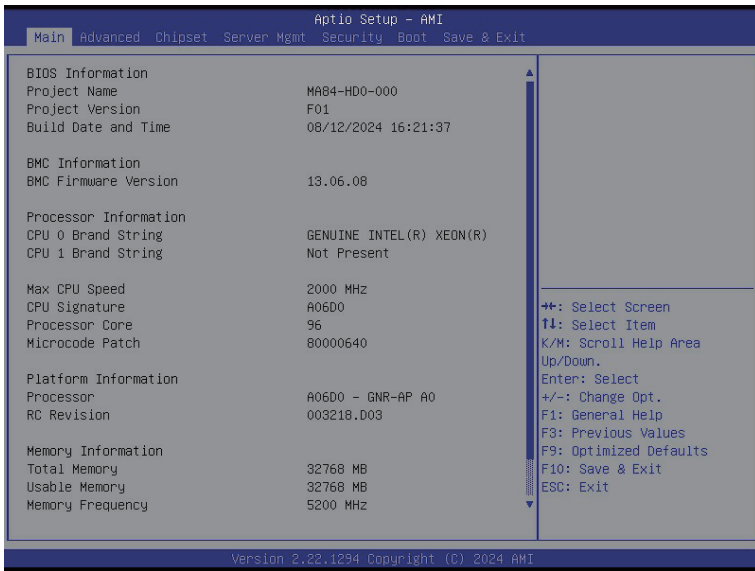 Aptio Setup – AMI
Main Advanced Chipset Server Mgmt Security Boot Save & Exit
BIOS Information
Project Name MA84-HD0-000
Project Version F01
Build Date and Time 08/12/2024 16:21:37
BMC Information
BMC Firmware Version 13.06.08
Processor Information
CPU 0 Brand String GENUINE INTEL(R) XEON(R)
CPU 1 Brand String Not Present
Max CPU Speed 2000 MHz
CPU Signature A06D0
Processor Core 96
Microcode Patch 80000640
Platform Information
Processor A06D0 - GNR-AP A0
RC Revision 003218.D03
Memory Information
Total Memory 32768 MB
Usable Memory 32768 MB
Memory Frequency 5200 MHz
→←: Select Screen
↑↓: Select Item
K/M: Scroll Help Area
Up/Down.
Enter: Select
+/-: Change Opt.
F1: General Help
F3: Previous Values
F9: Optimized Defaults
F10: Save & Exit
ESC: Exit
Version 2.22.1294 Copyright (C) 2024 AMI